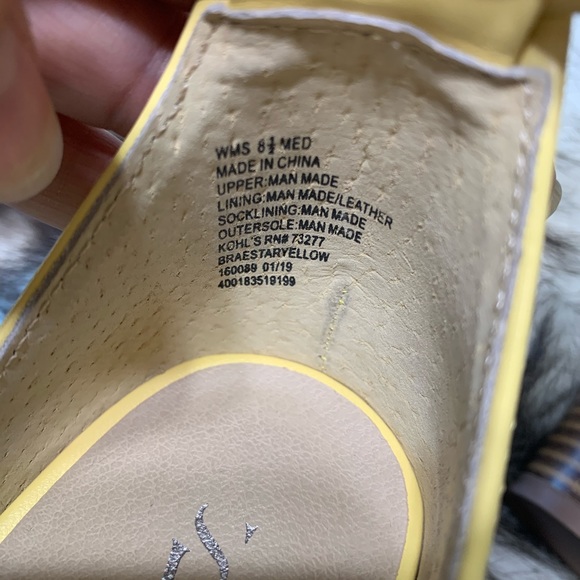 WMS 8½ MED
MADE IN CHINA
UPPER:MAN MADE
LINING:MAN MADE/LEATHER
SOCKLINING:MAN MADE
OUTERSOLE:MAN MADE
KOHL'S RN# 73277
BRAESTARYELLOW
160089 01/19
400183519199